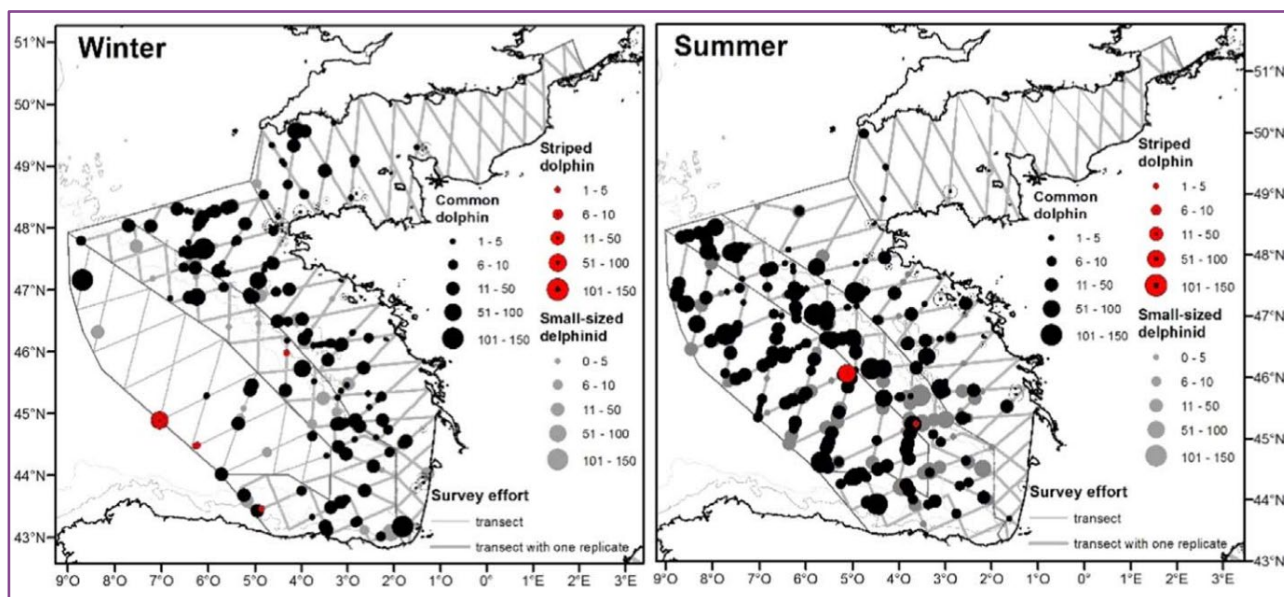 Winter
51°N
50°N
49°N
48°N
47°N
46°N
45°N
44°N
43°N
9°O 8°O 7°O 6°O 5°O 4°O 3°O 2°O 1°O 0° 1°E 2°E 3°E
Striped
dolphin
1 - 5
6 - 10
11 - 50
51 - 100
101 - 150
Common
dolphin
1 - 5
6 - 10
11 - 50
51 - 100
101 - 150
Small-sized
delphinid
0 - 5
6 - 10
11 - 50
51 - 100
101 - 150
Survey effort
transect
transect with one replicate
Summer
51°N
50°N
49°N
48°N
47°N
46°N
45°N
44°N
43°N
9°O 8°O 7°O 6°O 5°O 4°O 3°O 2°O 1°O 0° 1°E 2°E 3°E
Striped
dolphin
1 - 5
6 - 10
11 - 50
51 - 100
101 - 150
Common
dolphin
1 - 5
6 - 10
11 - 50
51 - 100
101 - 150
Small-sized
delphinid
0 - 5
6 - 10
11 - 50
51 - 100
101 - 150
Survey effort
transect
transect with one replicate